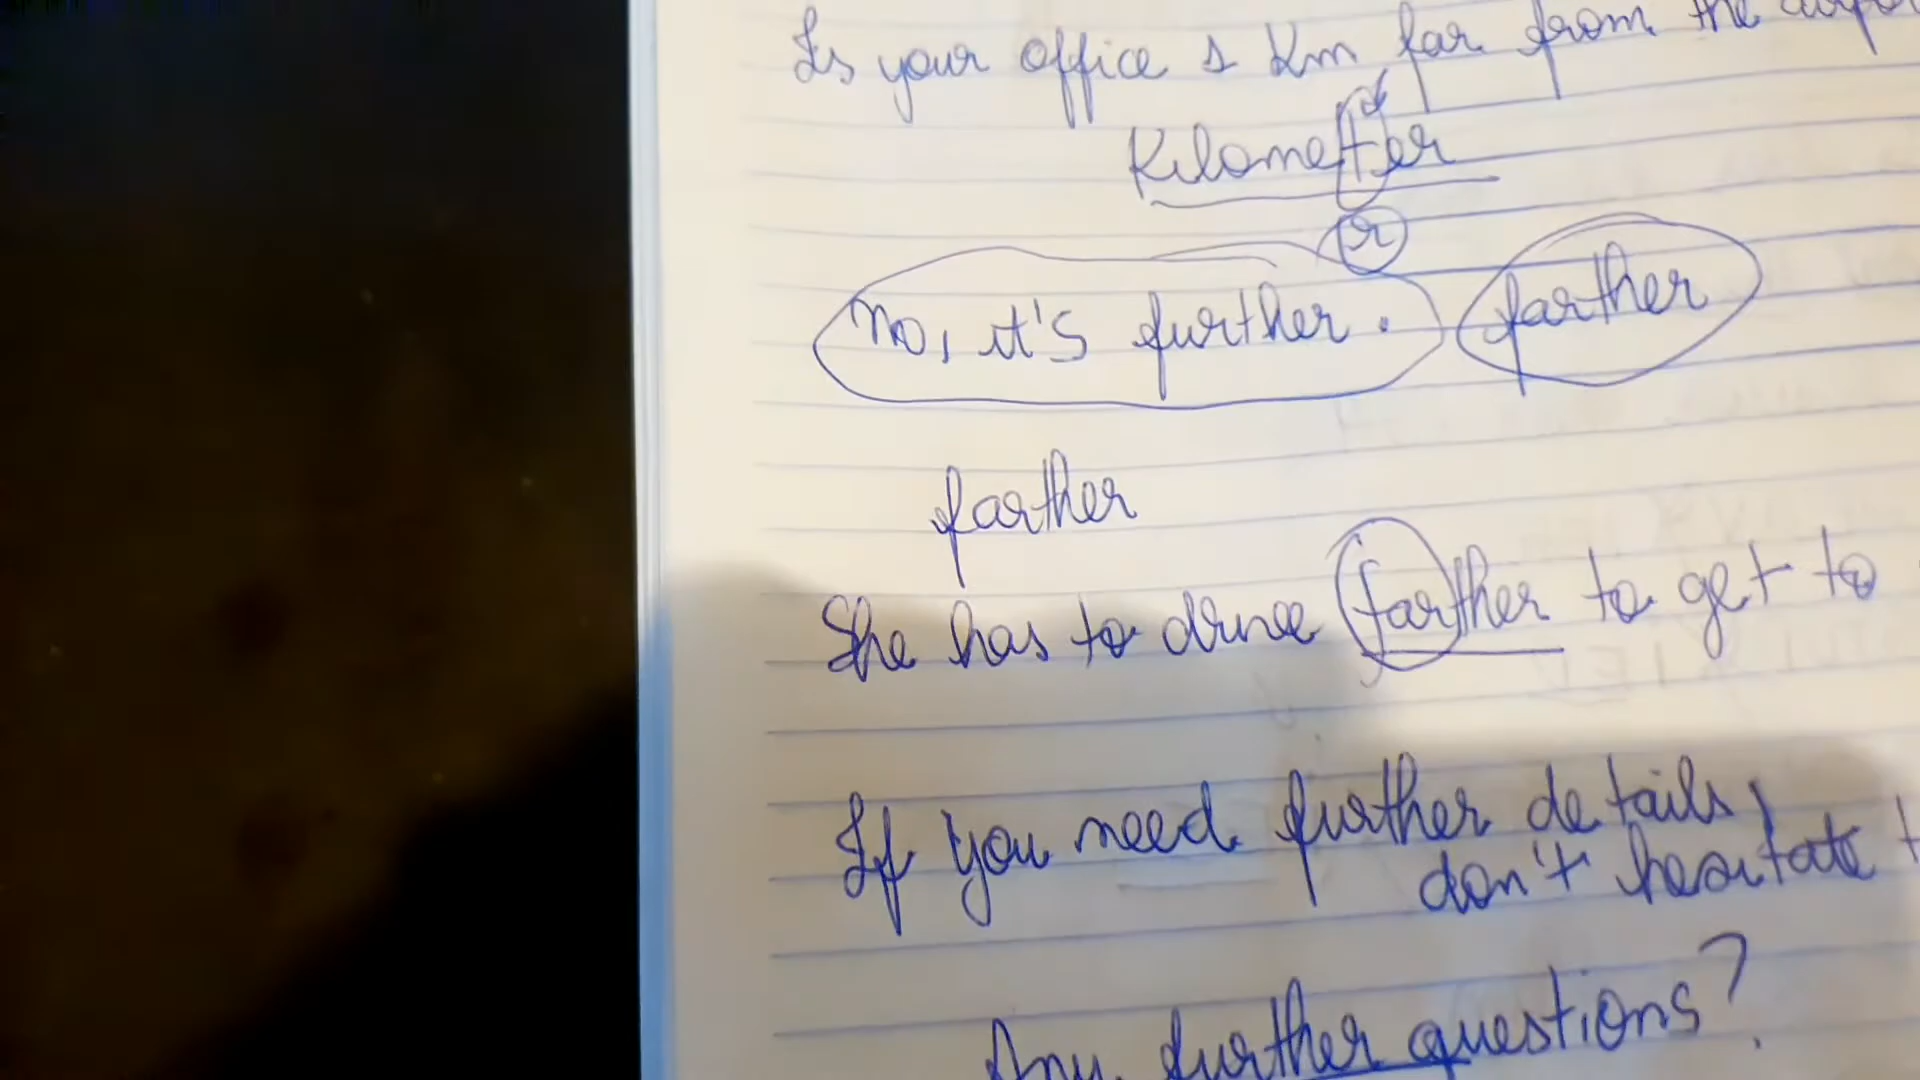 Is your office 1 Km far from the
Kilometer
r
No, it's further. farther
farther
She has to drive farther to get to
If you need further details,
don't hesitate
Any further questions?